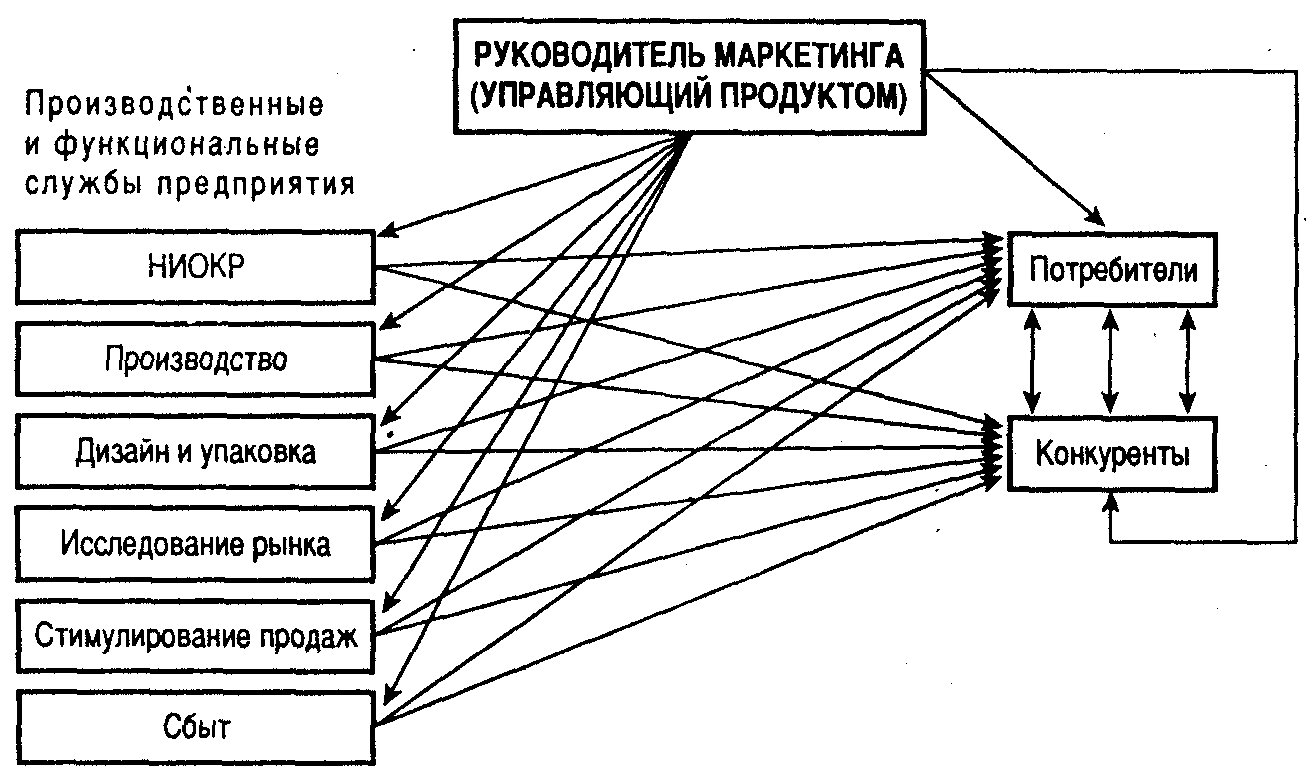 РУКОВОДИТЕЛЬ МАРКЕТИНГА
(УПРАВЛЯЮЩИЙ ПРОДУКТОМ)
Производственные
и функциональные
службы предприятия
НИОКР
Производство
Дизайн и упаковка
Исследование рынка
Стимулирование продаж
Сбыт
Потребители
Конкуренты